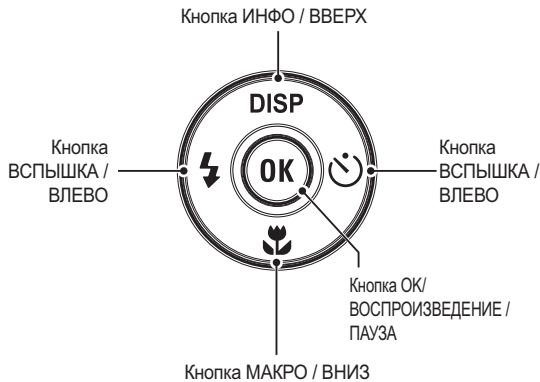 Кнопка ИНФО / ВВЕРХ
DISP
Кнопка
ВСПЫШКА /
ВЛЕВО
OK
Кнопка
ВСПЫШКА /
ВЛЕВО
Кнопка OK/
ВОСПРОИЗВЕДЕНИЕ /
ПАУЗА
Кнопка МАКРО / ВНИЗ